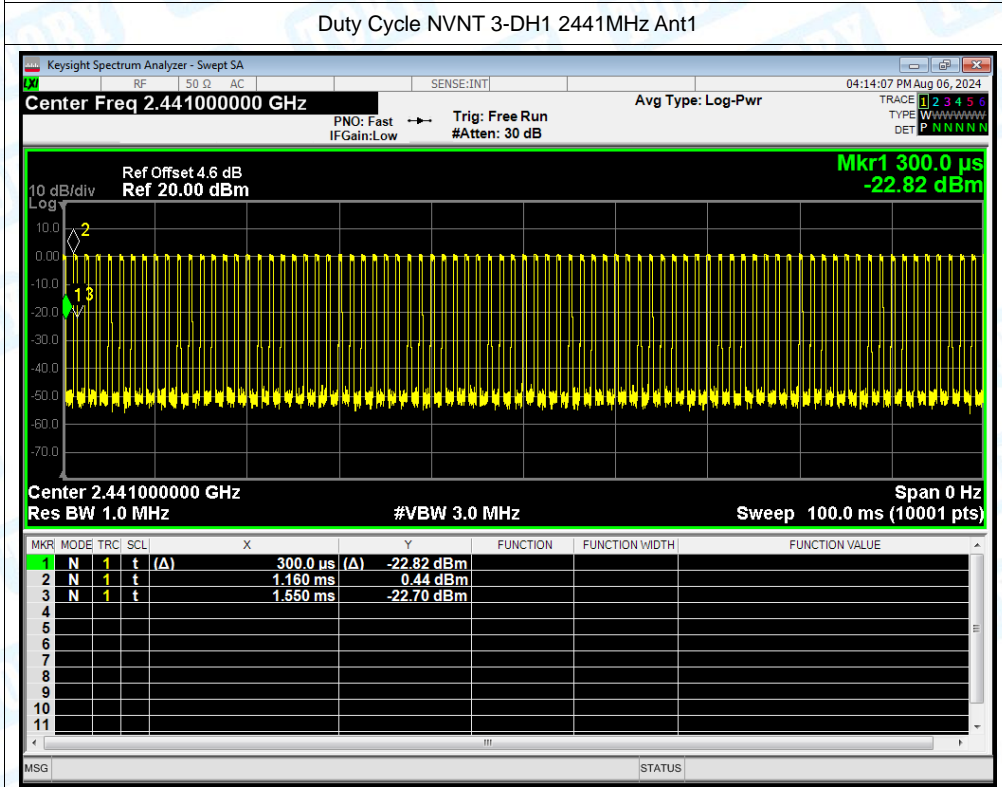 Duty Cycle NVNT 3-DH1 2441MHz Ant1
Keysight Spectrum Analyzer - Swept SA
LXI RF 50 Ω AC SENSE:INT 04:14:07 PM Aug 06, 2024
Center Freq 2.441000000 GHz
PNO: Fast
IFGain:Low
Trig: Free Run
#Atten: 30 dB
Avg Type: Log-Pwr
TRACE 1 2 3 4 5 6
TYPE WWWWWW
DET P N N N N N
Mkr1 300.0 µs
-22.82 dBm
Ref Offset 4.6 dB
10 dB/div Ref 20.00 dBm
Log
10.0
0.00
-10.0
-20.0
-30.0
-40.0
-50.0
-60.0
-70.0
2
1 3
Center 2.441000000 GHz Span 0 Hz
Res BW 1.0 MHz #VBW 3.0 MHz Sweep 100.0 ms (10001 pts)
MKR MODE TRC SCL X Y FUNCTION FUNCTION WIDTH FUNCTION VALUE
1 N 1 t (Δ) 300.0 µs (Δ) -22.82 dBm
2 N 1 t 1.160 ms 0.44 dBm
3 N 1 t 1.550 ms -22.70 dBm
4
5
6
7
8
9
10
11
MSG STATUS